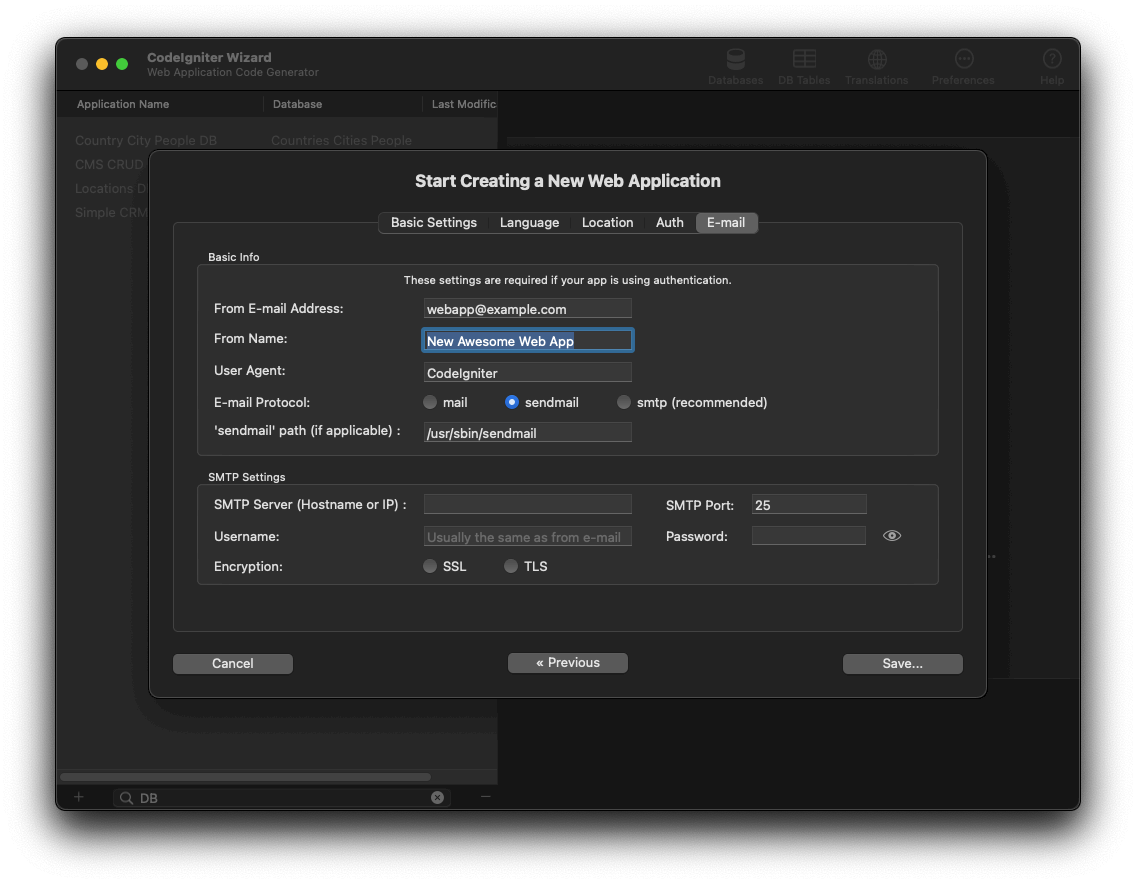 CodeIgniter Wizard
Web Application Code Generator
Databases DB Tables Translations Preferences Help
Application Name Database Last Modific
Country City People DB Countries Cities People
CMS CRUD
Locations D
Simple CRM
Start Creating a New Web Application
Basic Settings Language Location Auth E-mail
Basic Info
These settings are required if your app is using authentication.
From E-mail Address: webapp@example.com
From Name: New Awesome Web App
User Agent: CodeIgniter
E-mail Protocol: mail sendmail smtp (recommended)
'sendmail' path (if applicable) : /usr/sbin/sendmail
SMTP Settings
SMTP Server (Hostname or IP) : SMTP Port: 25
Username: Usually the same as from e-mail Password:
Encryption: SSL TLS
Cancel « Previous Save...
DB